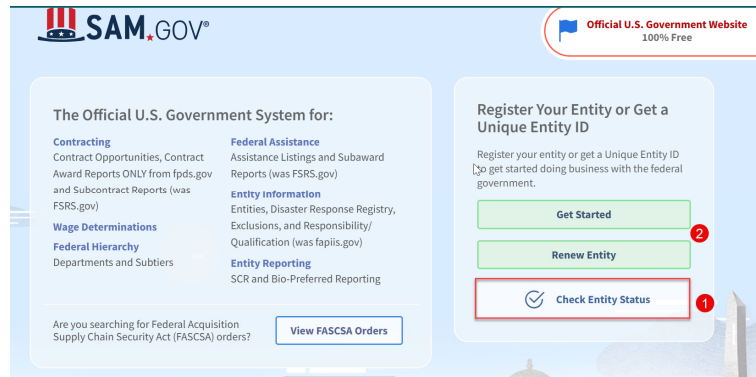 SAM.GOV®
Official U.S. Government Website
100% Free
The Official U.S. Government System for:
Contracting
Contract Opportunities, Contract
Award Reports ONLY from fpds.gov
and Subcontract Reports (was
FSRS.gov)
Wage Determinations
Federal Hierarchy
Departments and Subtiers
Federal Assistance
Assistance Listings and Subaward
Reports (was FSRS.gov)
Entity Information
Entities, Disaster Response Registry,
Exclusions, and Responsibility/
Qualification (was fapiis.gov)
Entity Reporting
SCR and Bio-Preferred Reporting
Are you searching for Federal Acquisition
Supply Chain Security Act (FASCSA) orders?
View FASCSA Orders
Register Your Entity or Get a
Unique Entity ID
Register your entity or get a Unique Entity ID
to get started doing business with the federal
government.
Get Started
2
Renew Entity
Check Entity Status
1